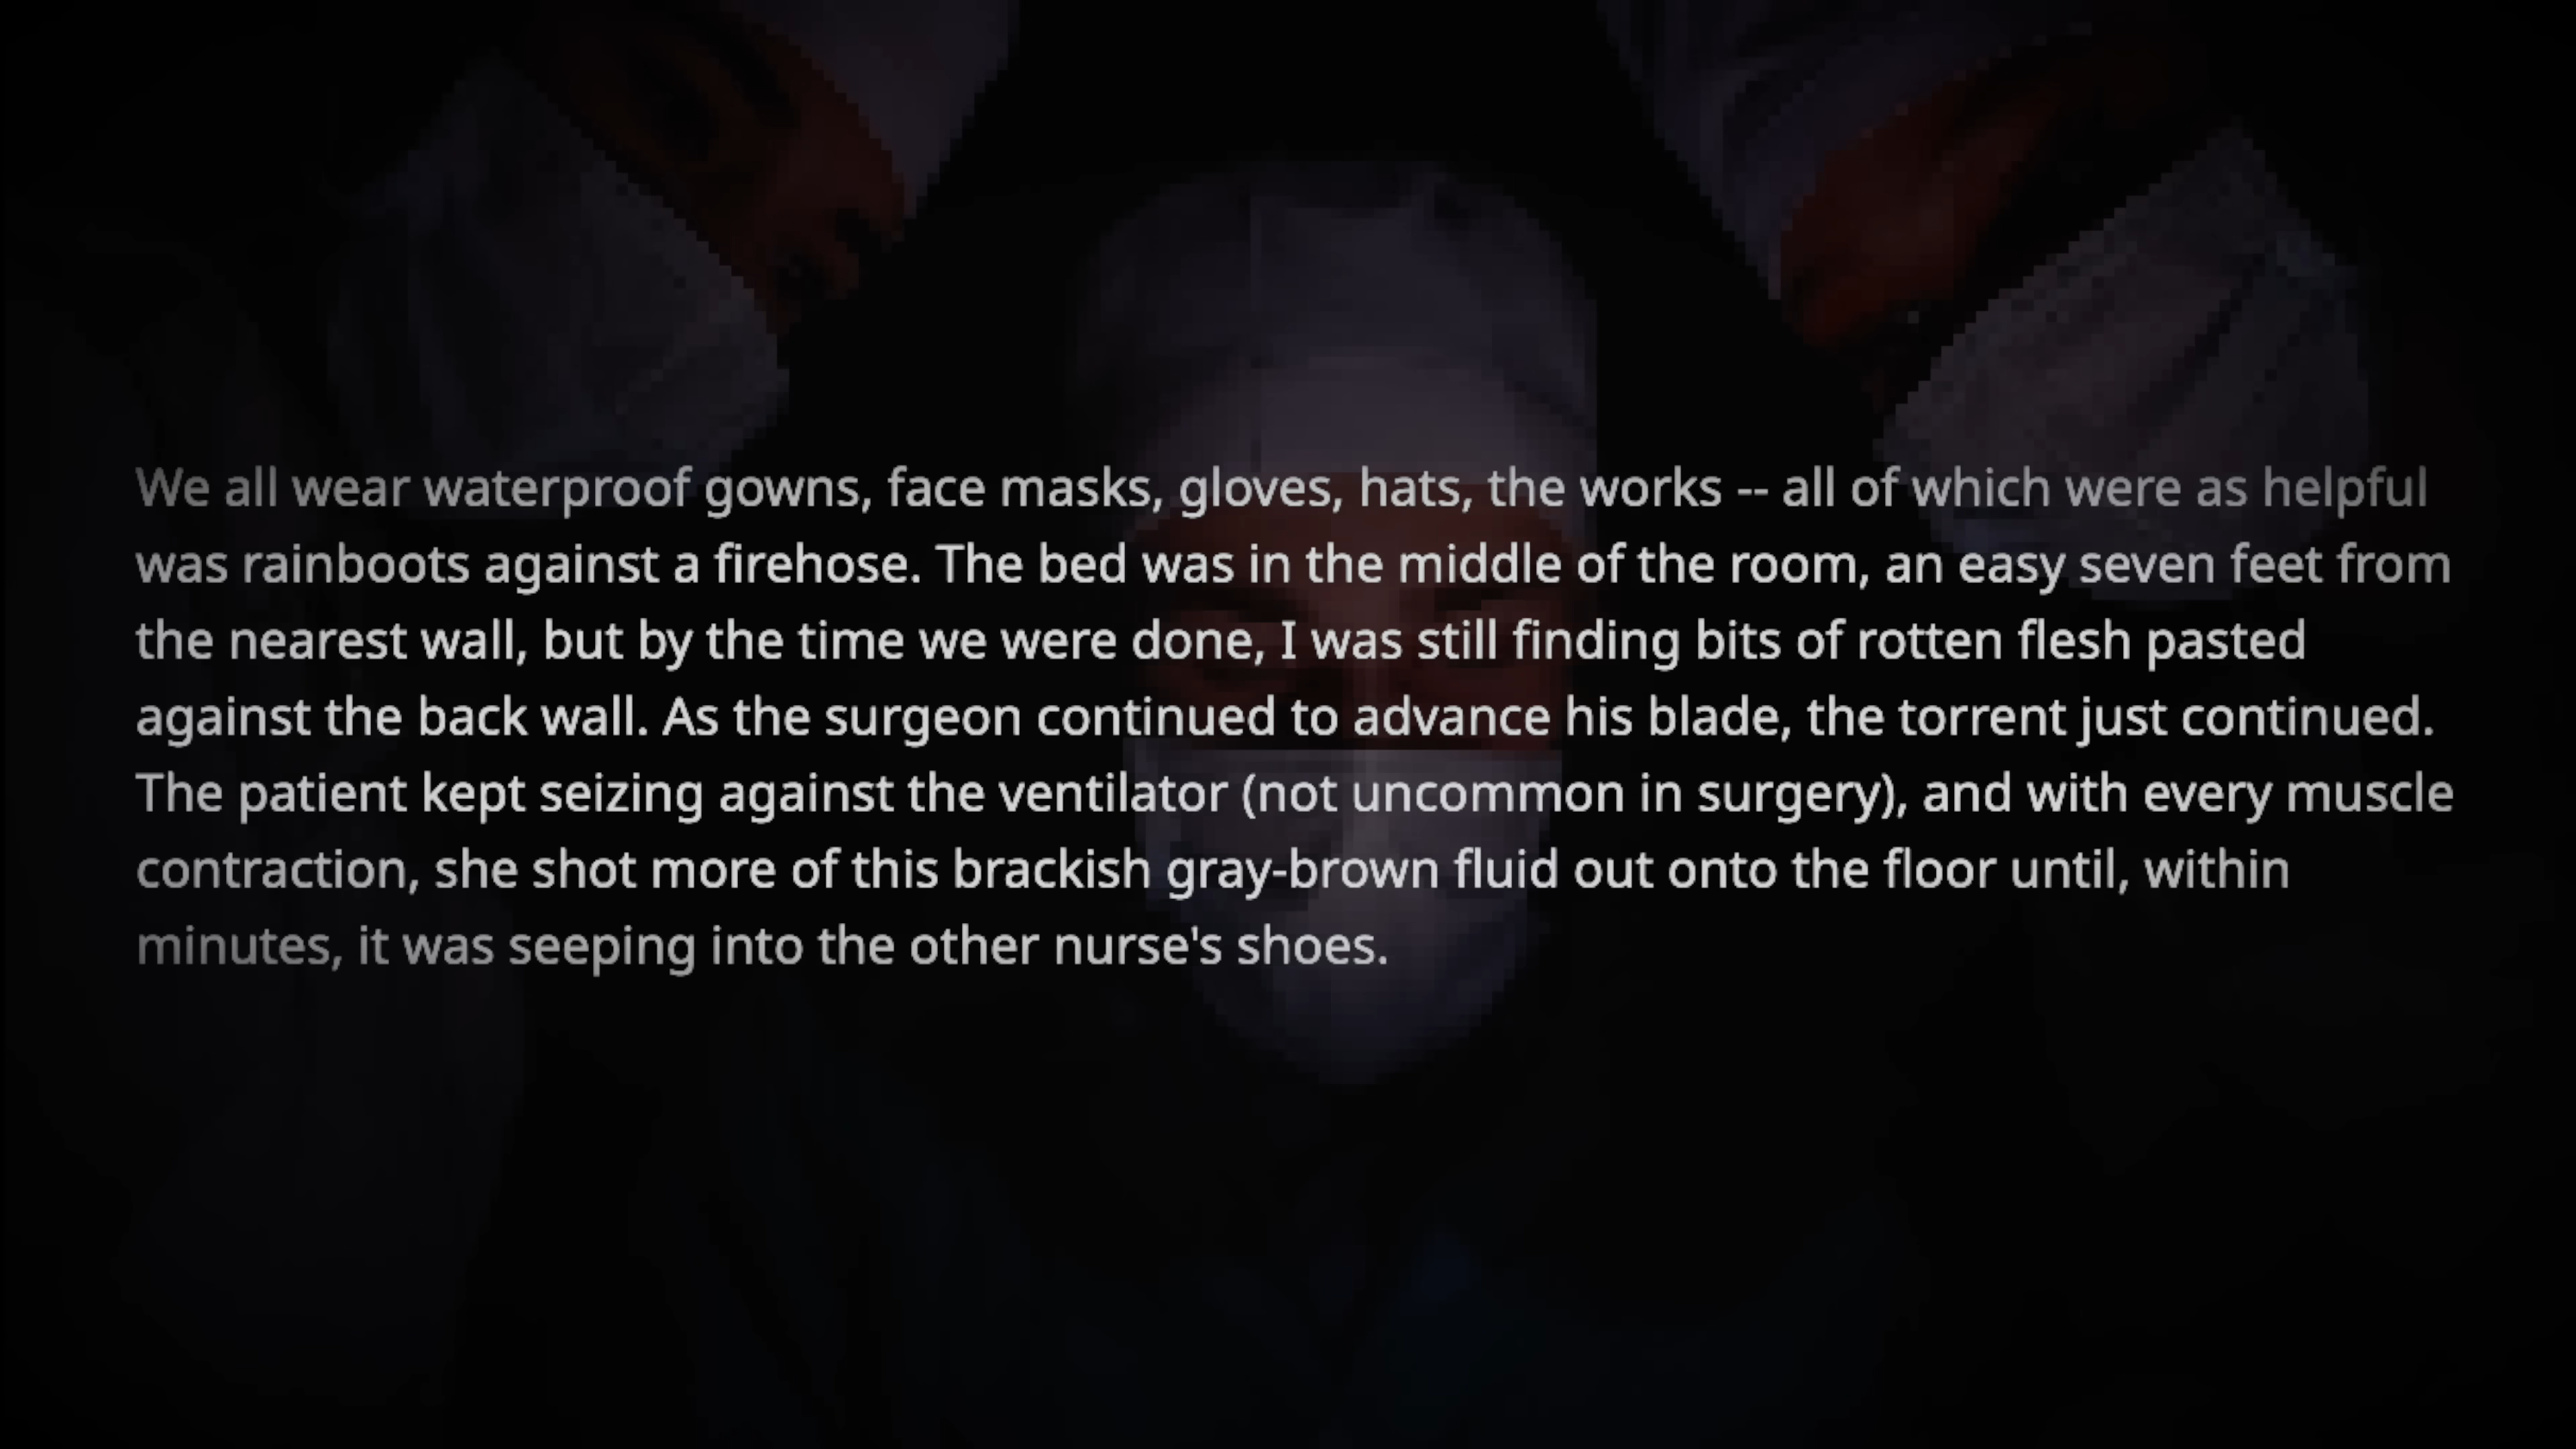 We all wear waterproof gowns, face masks, gloves, hats, the works -- all of which were as helpful
was rainboots against a firehose. The bed was in the middle of the room, an easy seven feet from
the nearest wall, but by the time we were done, I was still finding bits of rotten flesh pasted
against the back wall. As the surgeon continued to advance his blade, the torrent just continued.
The patient kept seizing against the ventilator (not uncommon in surgery), and with every muscle
contraction, she shot more of this brackish gray-brown fluid out onto the floor until, within
minutes, it was seeping into the other nurse's shoes.